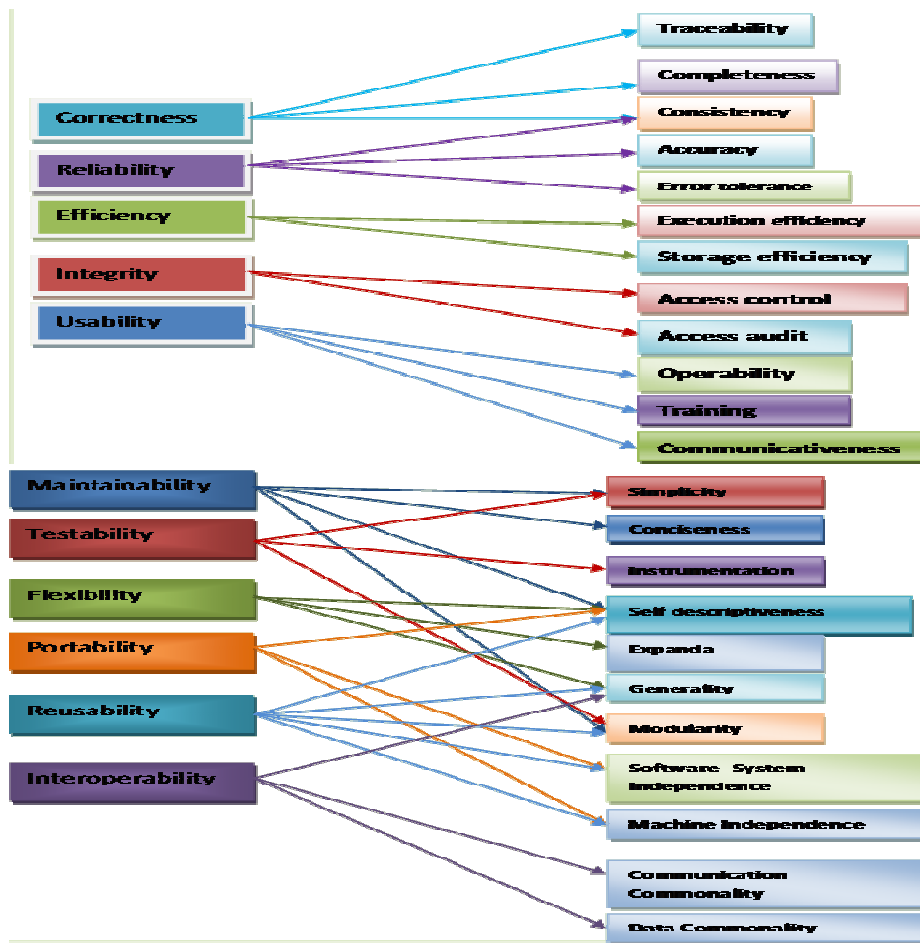 Correctness
Reliability
Efficiency
Integrity
Usability
Traceability
Completeness
Consistency
Accuracy
Error tolerance
Execution efficiency
Storage efficiency
Access control
Access audit
Operability
Training
Communicativeness
Maintainability
Testability
Flexibility
Portability
Reusability
Interoperability
Simplicity
Conciseness
Instrumentation
Self descriptiveness
Expanda
Generality
Modularity
Software System
Independence
Machine Independence
Communication
Commonality
Data Commonality